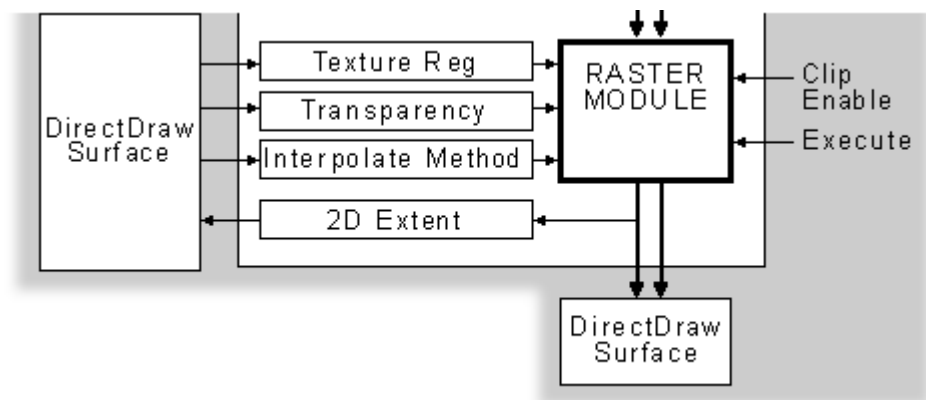 DirectDraw
Surface
Texture Reg
Transparency
Interpolate Method
2D Extent
RASTER
MODULE
Clip
Enable
Execute
DirectDraw
Surface